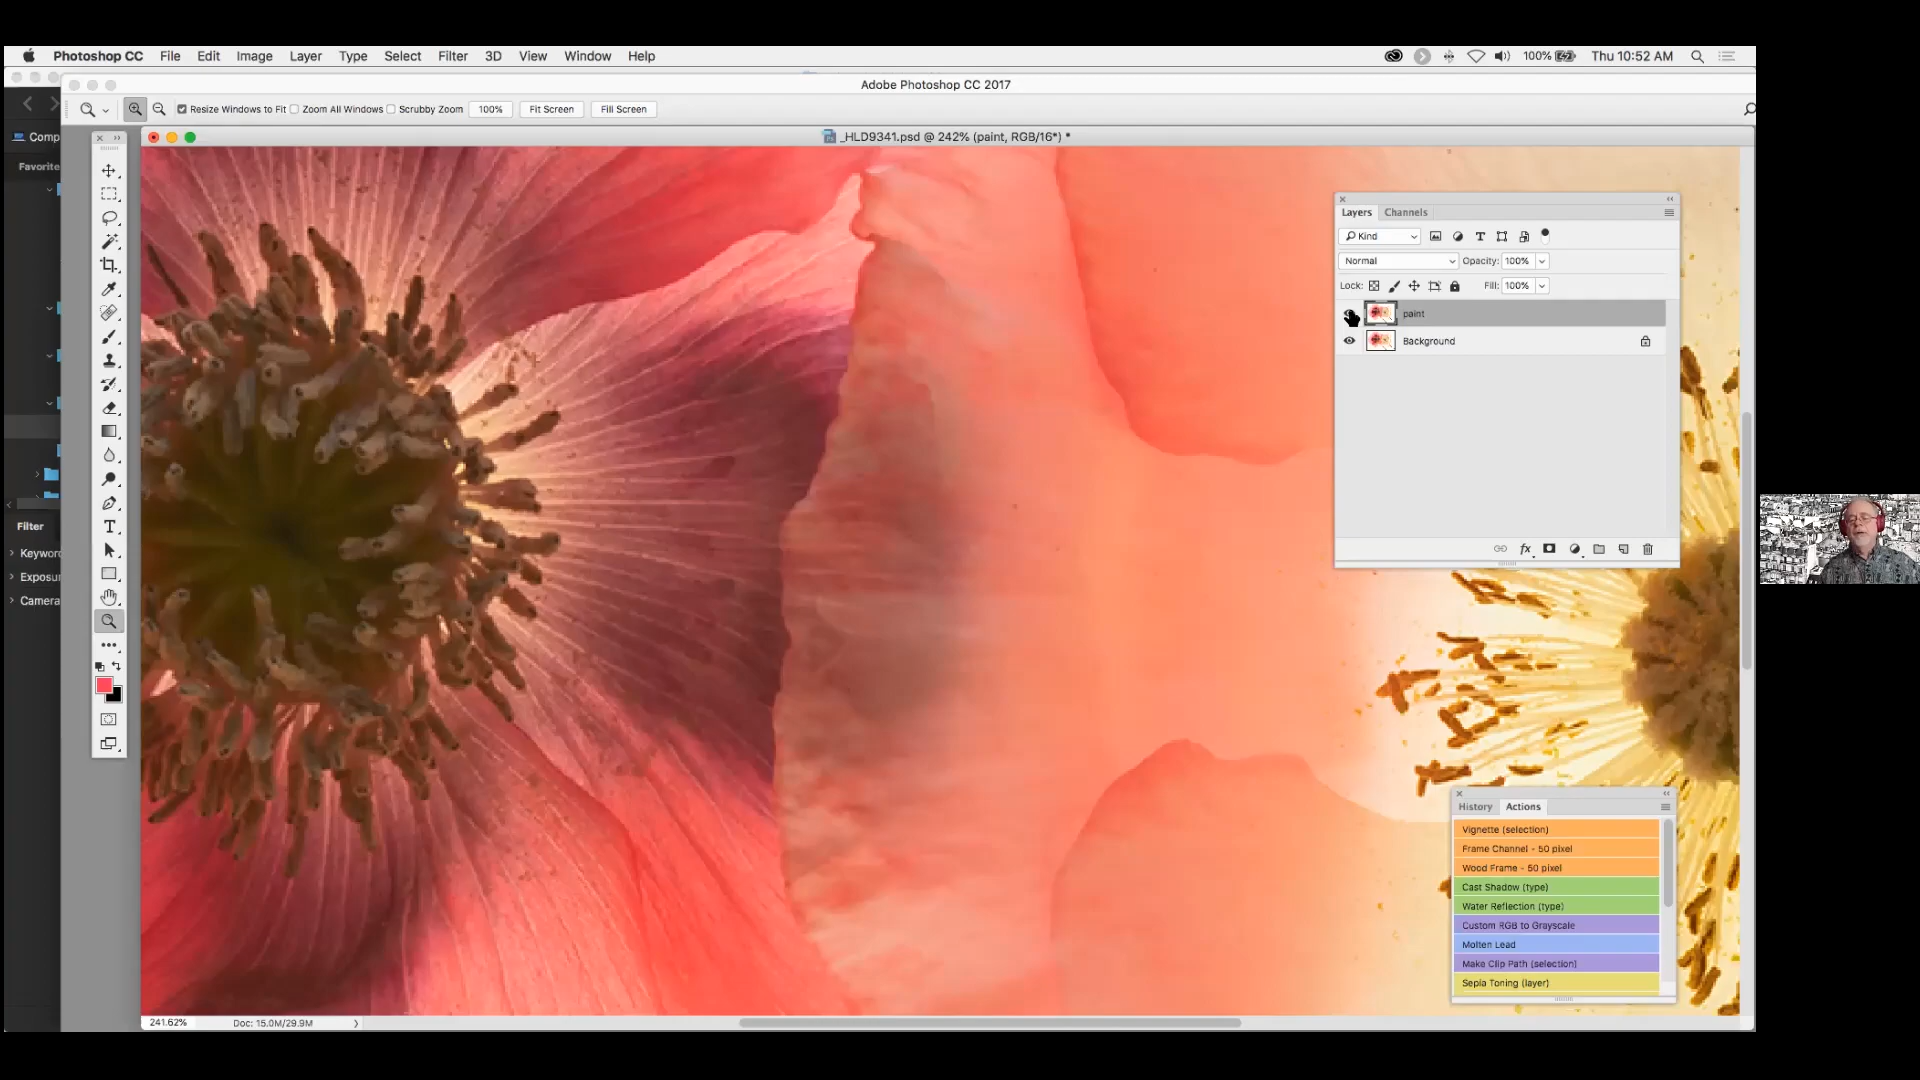 Photoshop CC File Edit Image Layer Type Select Filter 3D View Window Help 100% Thu 10:52 AM
Adobe Photoshop CC 2017
Resize Windows to Fit Zoom All Windows Scrubby Zoom 100% Fit Screen Fill Screen
_HLD9341.psd @ 242% (paint, RGB/16*) *
Comp
Favorite
Filter
Keyword
Exposu
Camera
Layers Channels
Kind
Normal Opacity: 100%
Lock: Fill: 100%
paint
Background
fx
History Actions
Vignette (selection)
Frame Channel - 50 pixel
Wood Frame - 50 pixel
Cast Shadow (type)
Water Reflection (type)
Custom RGB to Grayscale
Molten Lead
Make Clip Path (selection)
Sepia Toning (layer)
241.62% Doc: 15.0M/29.9M